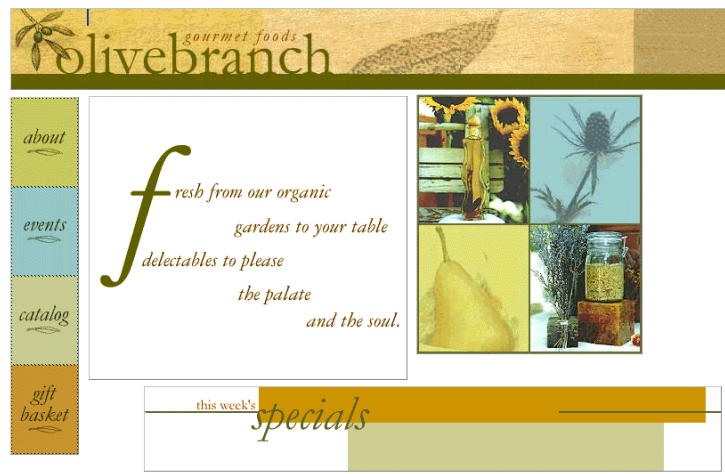 gourmet foods
olivebranch
about
events
catalog
gift
basket
fresh from our organic
gardens to your table
delectables to please
the palate
and the soul.
this week's
specials